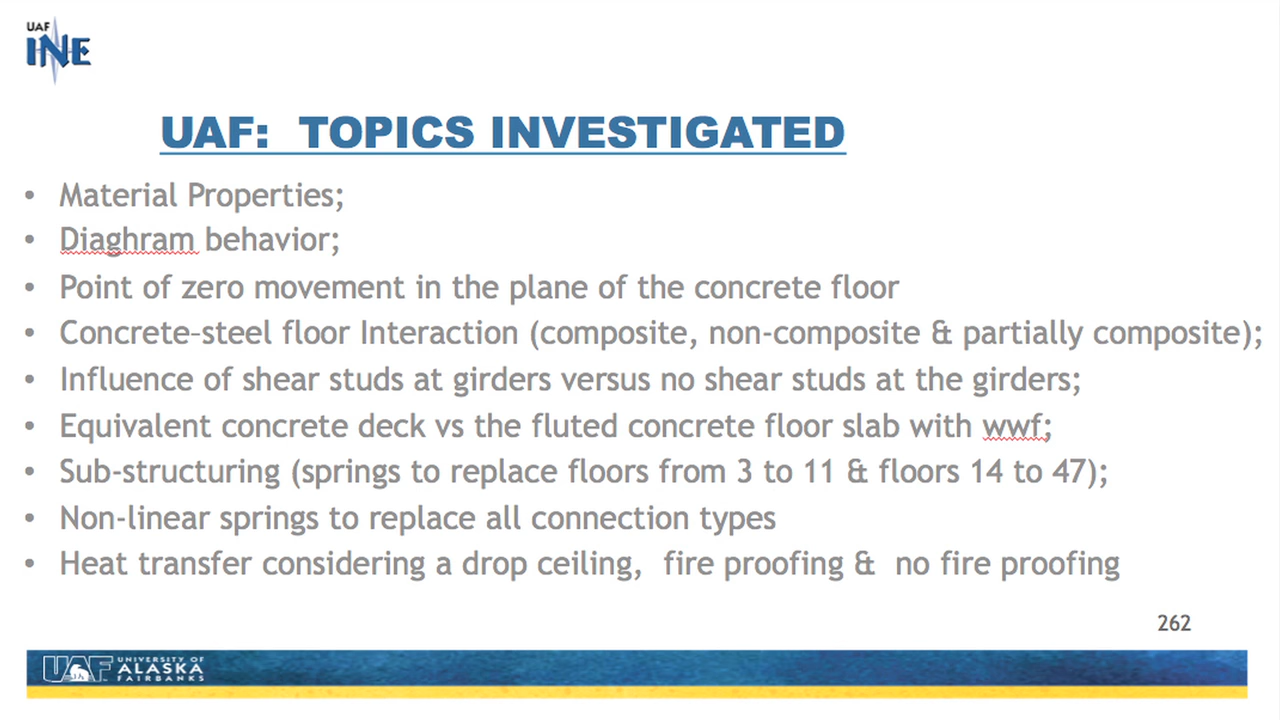 UAF
INE
UAF: TOPICS INVESTIGATED
• Material Properties;
• Diaghram behavior;
• Point of zero movement in the plane of the concrete floor
• Concrete-steel floor Interaction (composite, non-composite & partially composite);
• Influence of shear studs at girders versus no shear studs at the girders;
• Equivalent concrete deck vs the fluted concrete floor slab with wwf;
• Sub-structuring (springs to replace floors from 3 to 11 & floors 14 to 47);
• Non-linear springs to replace all connection types
• Heat transfer considering a drop ceiling, fire proofing & no fire proofing
262
UAF
UNIVERSITY OF
ALASKA
FAIRBANKS